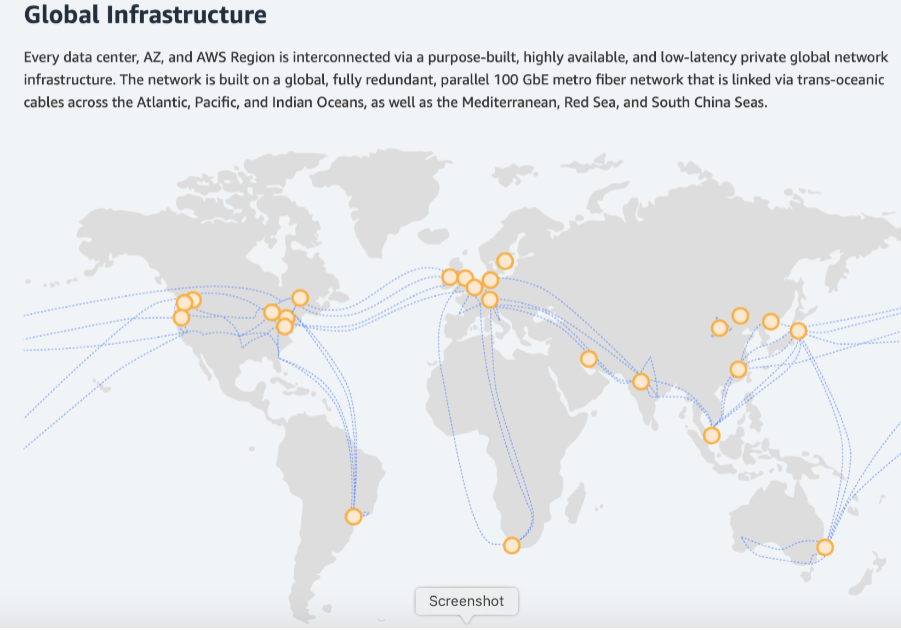 Global Infrastructure
Every data center, AZ, and AWS Region is interconnected via a purpose-built, highly available, and low-latency private global network
infrastructure. The network is built on a global, fully redundant, parallel 100 GbE metro fiber network that is linked via trans-oceanic
cables across the Atlantic, Pacific, and Indian Oceans, as well as the Mediterranean, Red Sea, and South China Seas.
Screenshot